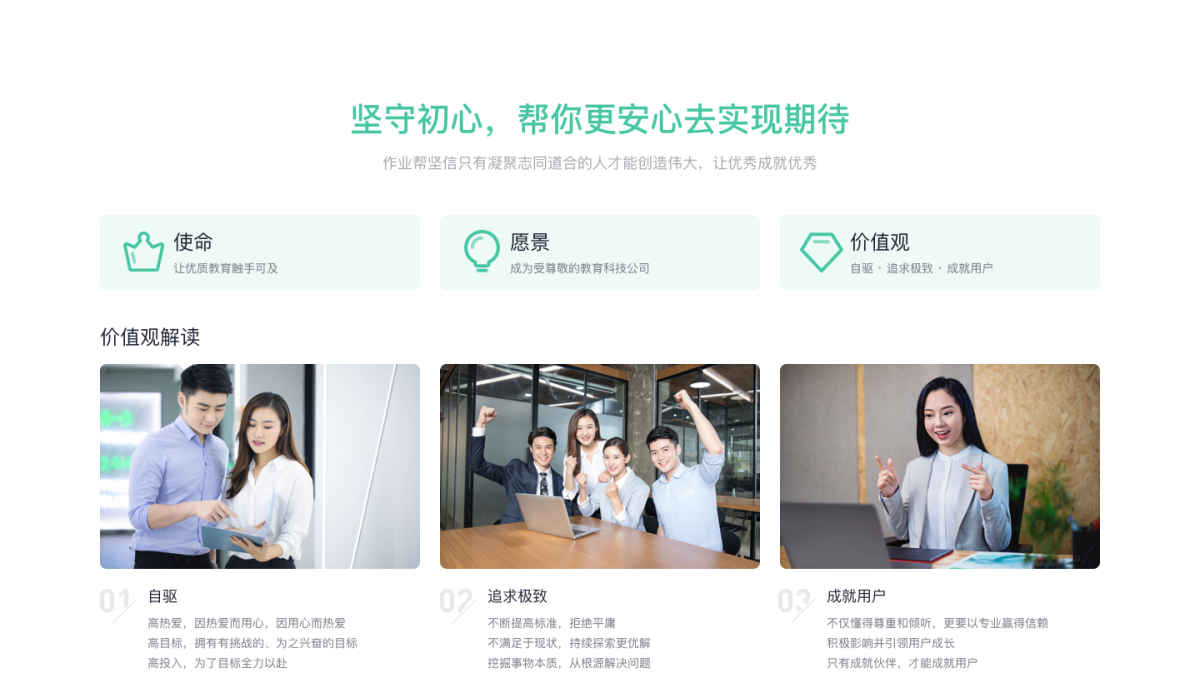 坚守初心，帮你更安心去实现期待
作业帮坚信只有凝聚志同道合的人才能创造伟大，让优秀成就优秀
使命
让优质教育触手可及
愿景
成为受尊敬的教育科技公司
价值观
自驱 · 追求极致 · 成就用户
价值观解读
01
自驱
高热爱，因热爱而用心，因用心而热爱
高目标，拥有有挑战的、为之兴奋的目标
高投入，为了目标全力以赴
02
追求极致
不断提高标准，拒绝平庸
不满足于现状，持续探索更优解
挖掘事物本质，从根源解决问题
03
成就用户
不仅懂得尊重和倾听，更要以专业赢得信赖
积极影响并引领用户成长
只有成就伙伴，才能成就用户